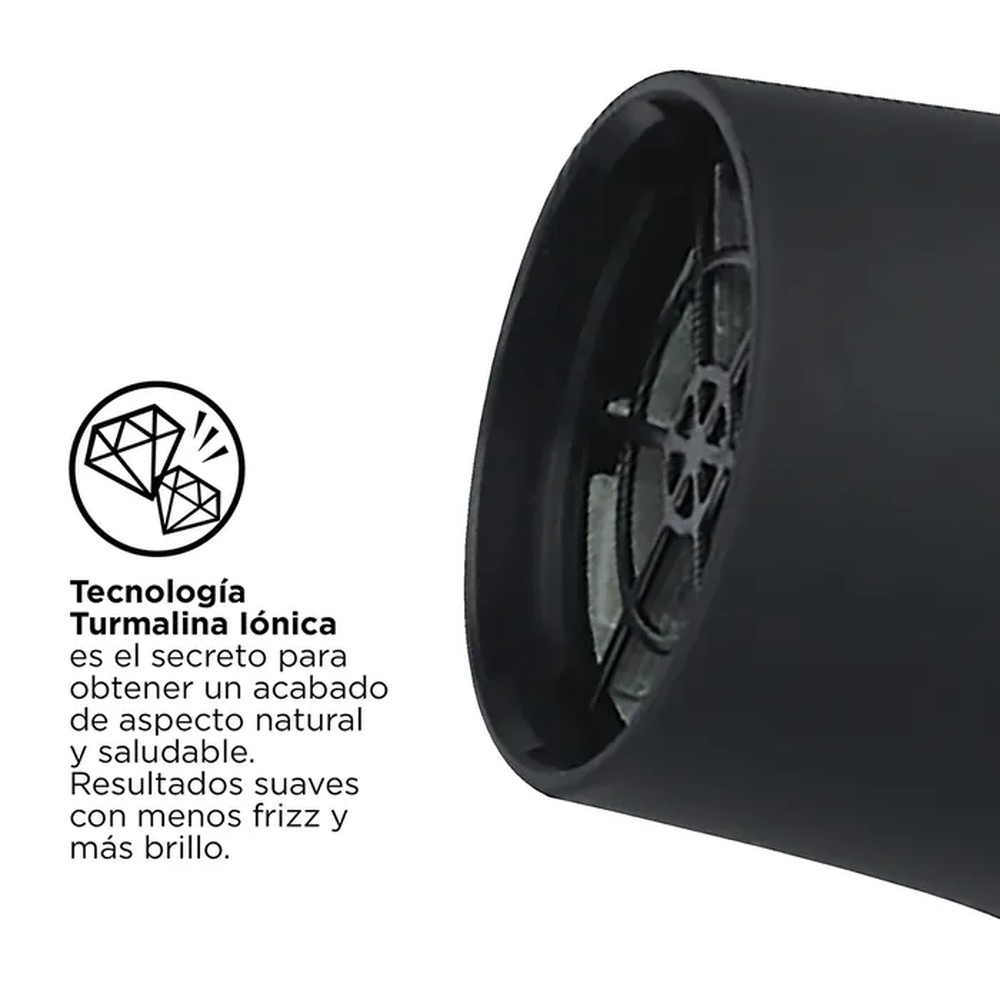 Tecnología
Turmalina Iónica
es el secreto para
obtener un acabado
de aspecto natural
y saludable.
Resultados suaves
con menos frizz y
más brillo.